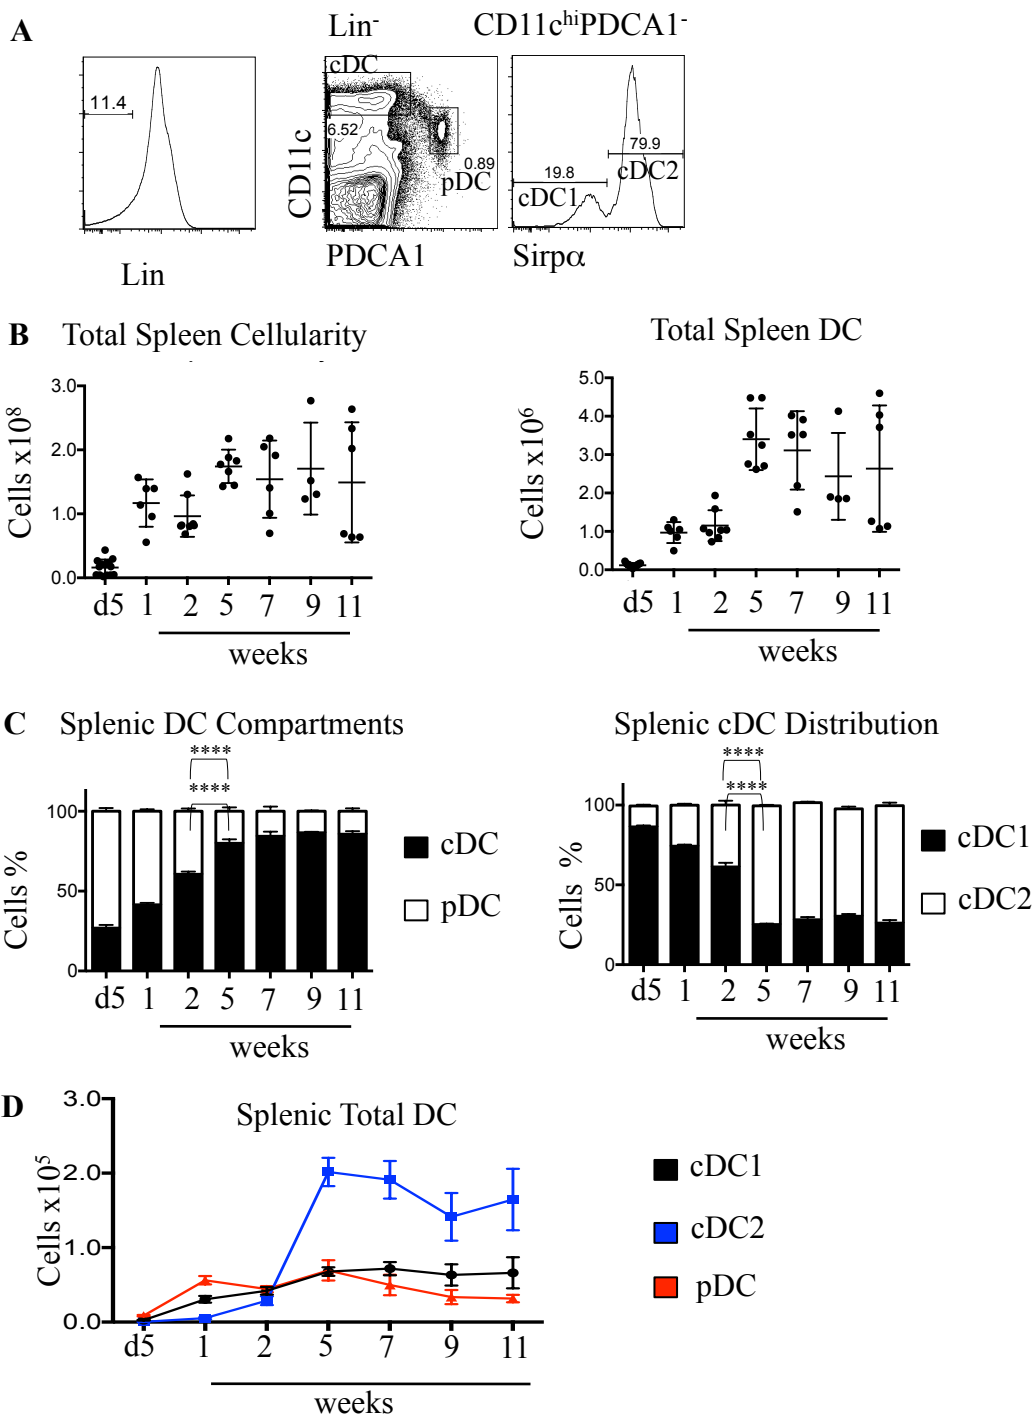 A
Lin⁻
CD11cʰⁱPDCA1⁻
11.4
Lin
cDC
6.52
0.89
pDC
CD11c
PDCA1
19.8
cDC1
79.9
cDC2
Sirpα
B
Total Spleen Cellularity
Cells x10⁸
3.0
2.0
1.0
0.0
d5 1 2 5 7 9 11
weeks
Total Spleen DC
Cells x10⁶
5.0
4.0
3.0
2.0
1.0
0.0
d5 1 2 5 7 9 11
weeks
C
Splenic DC Compartments
****
****
Cells %
100
50
0
d5 1 2 5 7 9 11
weeks
cDC
pDC
Splenic cDC Distribution
****
****
Cells %
100
50
0
d5 1 2 5 7 9 11
weeks
cDC1
cDC2
D
Splenic Total DC
Cells x10⁵
3.0
2.0
1.0
0.0
d5 1 2 5 7 9 11
weeks
cDC1
cDC2
pDC